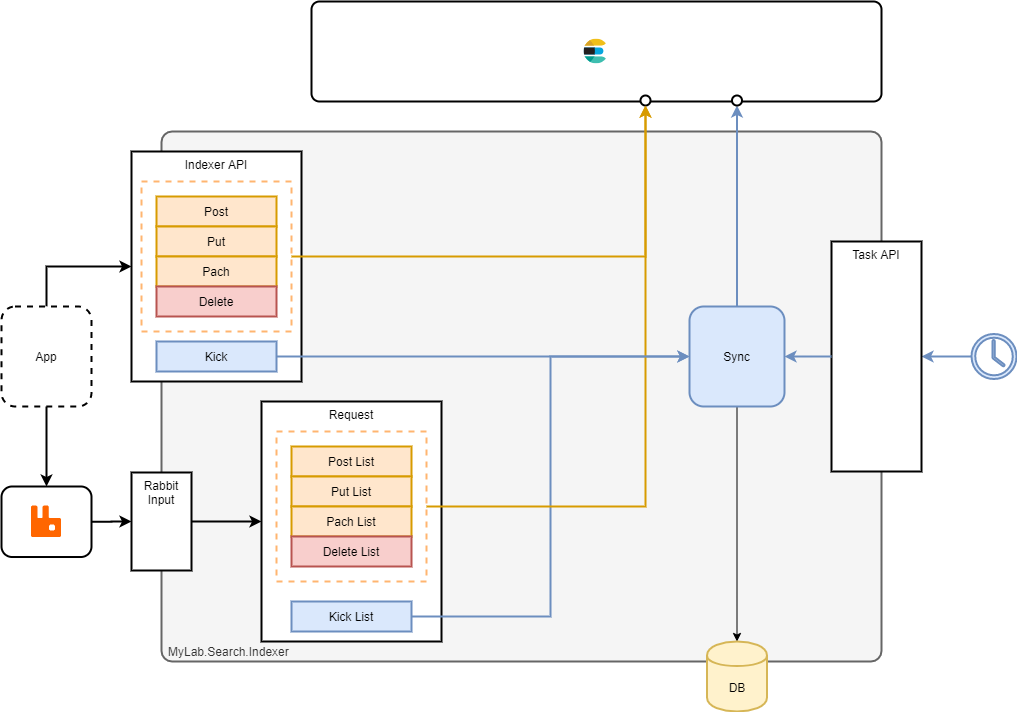 Indexer API
Post
Put
Pach
Delete
Kick
Task API
App
Sync
Request
Post List
Put List
Pach List
Delete List
Kick List
Rabbit
Input
MyLab.Search.Indexer
DB